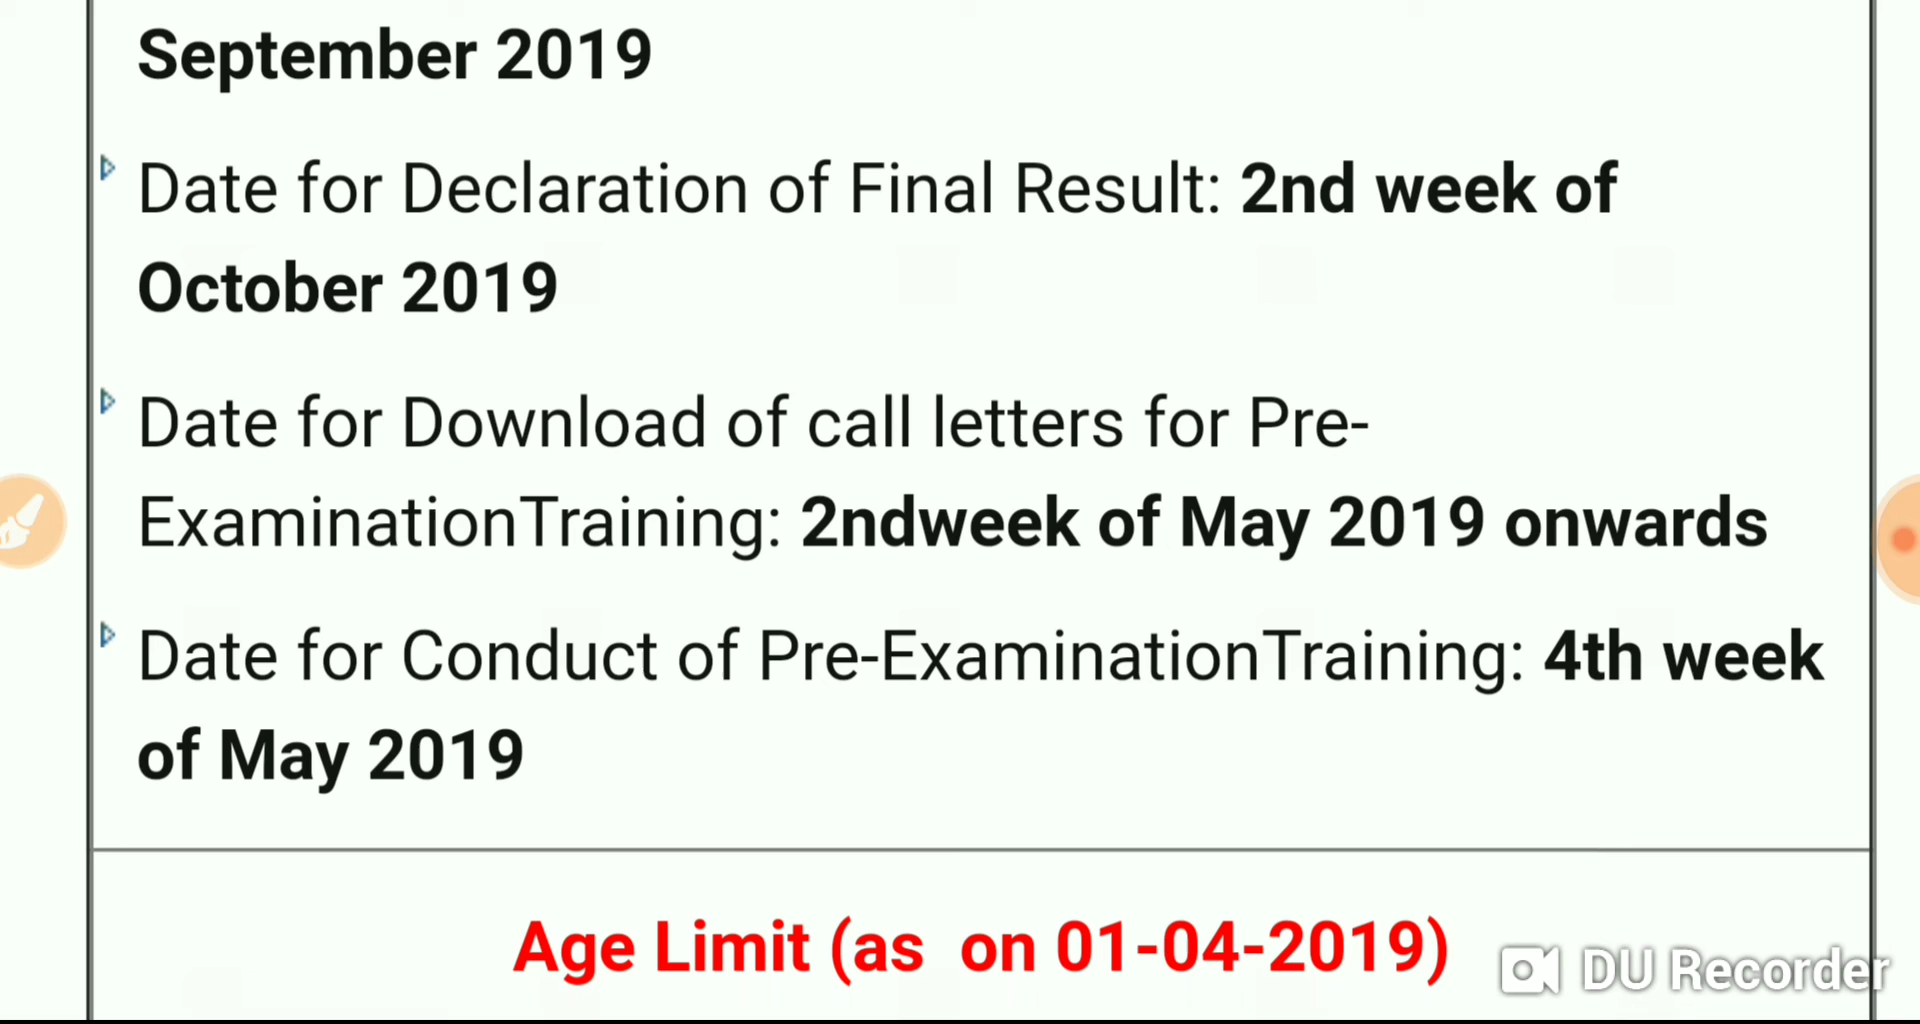 September 2019
Date for Declaration of Final Result: 2nd week of
October 2019
Date for Download of call letters for Pre-
ExaminationTraining: 2ndweek of May 2019 onwards
Date for Conduct of Pre-ExaminationTraining: 4th week
of May 2019
Age Limit (as  on 01-04-2019)
DU Recorder